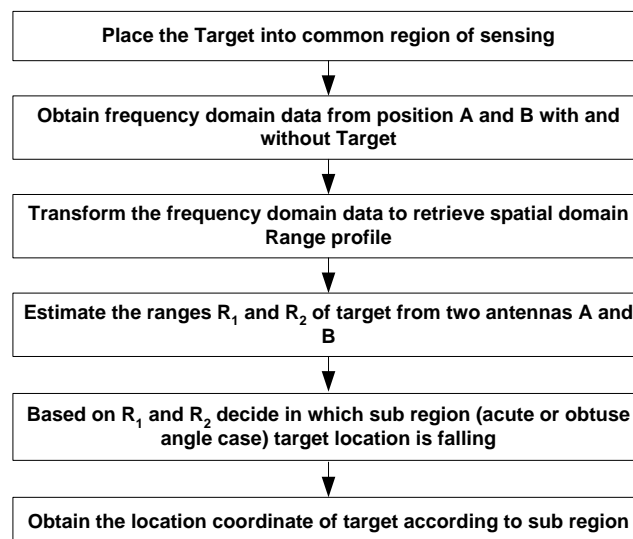 Place the Target into common region of sensing
Obtain frequency domain data from position A and B with and
without Target
Transform the frequency domain data to retrieve spatial domain
Range profile
Estimate the ranges R₁ and R₂ of target from two antennas A and
B
Based on R₁ and R₂ decide in which sub region (acute or obtuse
angle case) target location is falling
Obtain the location coordinate of target according to sub region